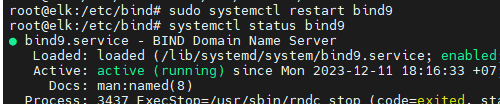 root@elk:/etc/bind# sudo systemctl restart bind9
root@elk:/etc/bind# systemctl status bind9
● bind9.service - BIND Domain Name Server
Loaded: loaded (/lib/systemd/system/bind9.service; enabled
Active: active (running) since Mon 2023-12-11 18:16:33 +07
Docs: man:named(8)
Process: 3437 ExecStop=/usr/sbin/rndc stop (code=exited, sta